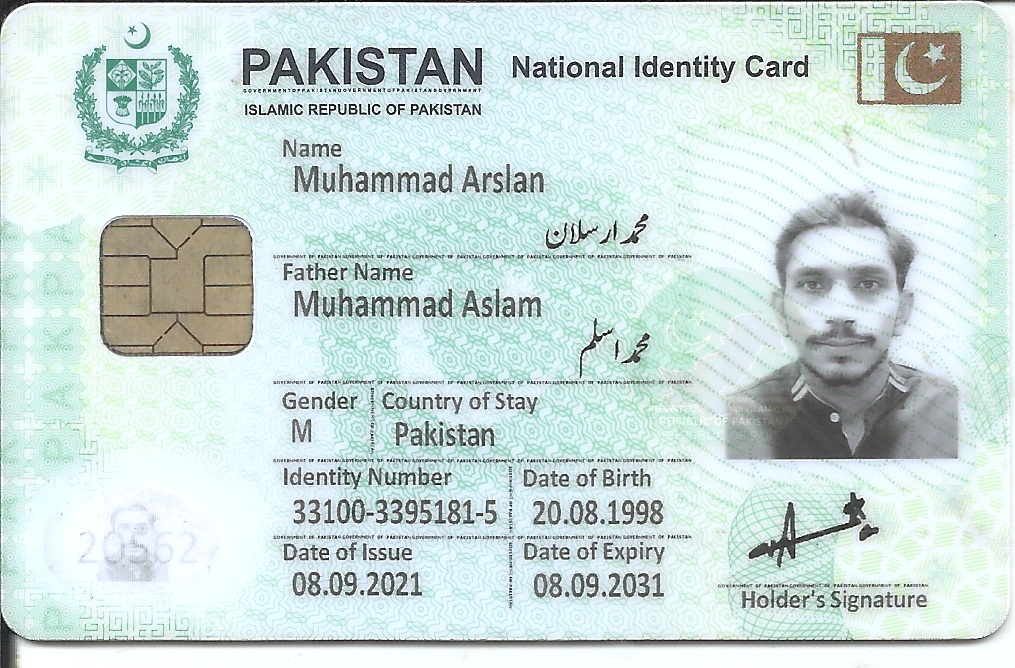 PAKISTAN National Identity Card
ISLAMIC REPUBLIC OF PAKISTAN
Name
Muhammad Arslan
محمد ارسلان
Father Name
Muhammad Aslam
محمد اسلم
Gender Country of Stay
M Pakistan
Identity Number Date of Birth
33100-3395181-5 20.08.1998
Date of Issue Date of Expiry
08.09.2021 08.09.2031
20562
Holder's Signature